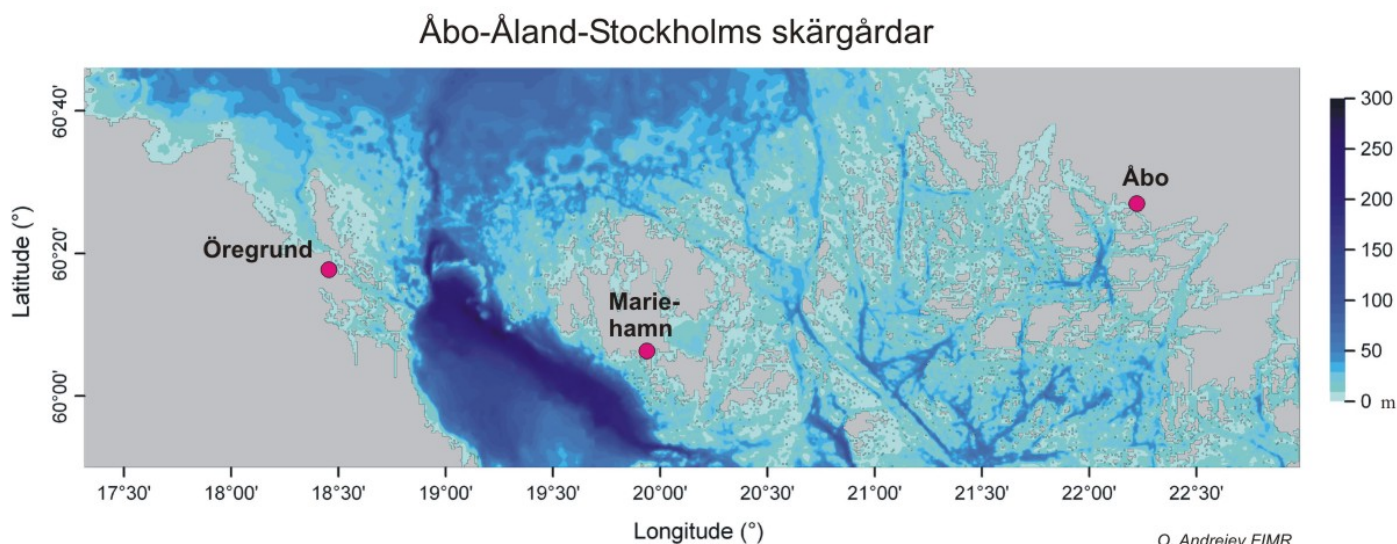 Åbo-Åland-Stockholms skärgårdar
60°40'
60°20'
60°00'
Latitude (°)
Öregrund
Marie-
hamn
Åbo
300
250
200
150
100
50
0 m
17°30'
18°00'
18°30'
19°00'
19°30'
20°00'
20°30'
21°00'
21°30'
22°00'
22°30'
Longitude (°)
O. Andrejev FIMR